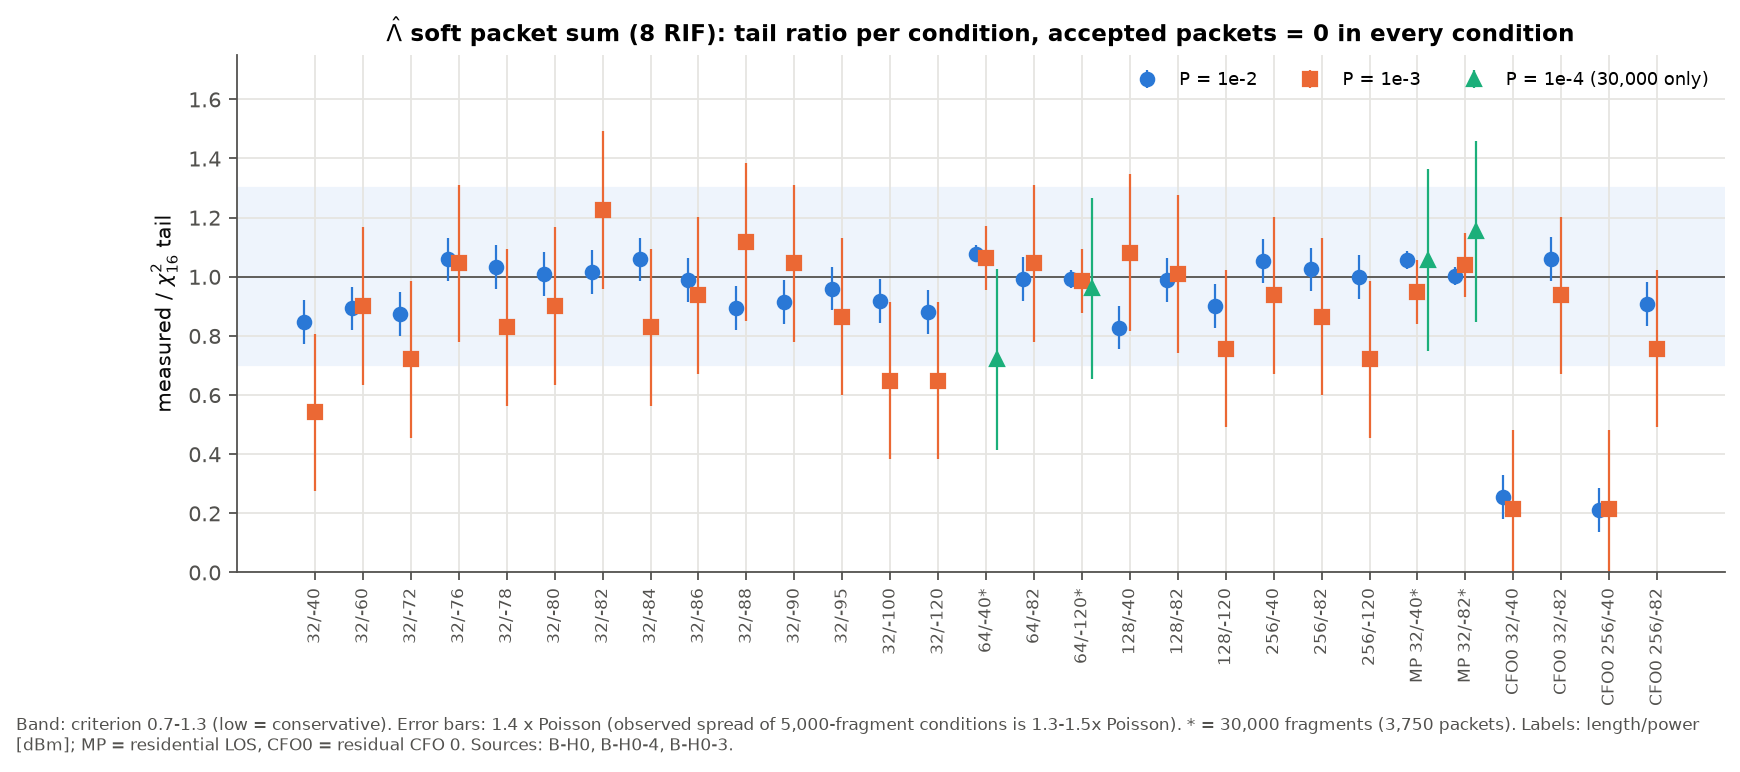 Λ̂ soft packet sum (8 RIF): tail ratio per condition, accepted packets = 0 in every condition
P = 1e-2
P = 1e-3
P = 1e-4 (30,000 only)
measured / χ²₁₆ tail
1.6
1.4
1.2
1.0
0.8
0.6
0.4
0.2
0.0
32/-40
32/-60
32/-72
32/-76
32/-78
32/-80
32/-82
32/-84
32/-86
32/-88
32/-90
32/-95
32/-100
32/-120
64/-40*
64/-82
64/-120*
128/-40
128/-82
128/-120
256/-40
256/-82
256/-120
MP 32/-40*
MP 32/-82*
CFO0 32/-40
CFO0 32/-82
CFO0 256/-40
CFO0 256/-82
Band: criterion 0.7-1.3 (low = conservative). Error bars: 1.4 x Poisson (observed spread of 5,000-fragment conditions is 1.3-1.5x Poisson). * = 30,000 fragments (3,750 packets). Labels: length/power
[dBm]; MP = residential LOS, CFO0 = residual CFO 0. Sources: B-H0, B-H0-4, B-H0-3.